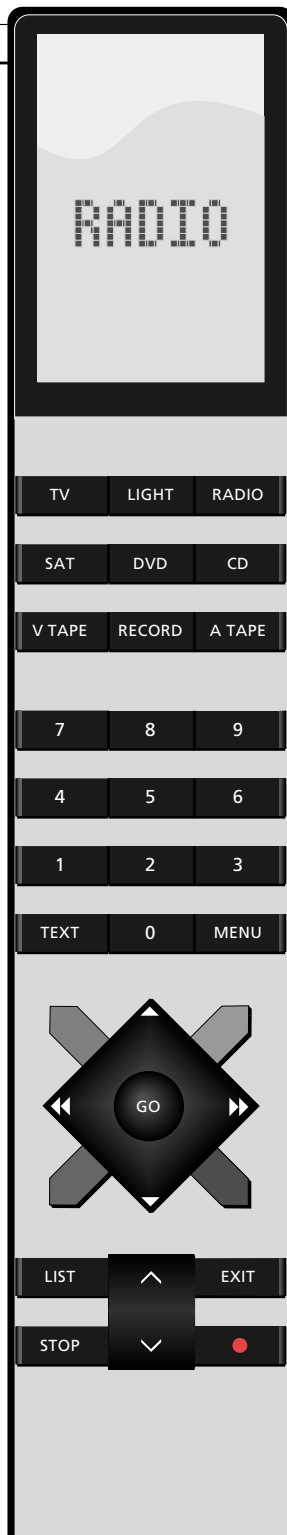 RADIO
TV LIGHT RADIO
SAT DVD CD
V TAPE RECORD A TAPE
7 8 9
4 5 6
1 2 3
TEXT 0 MENU
GO
LIST EXIT
STOP